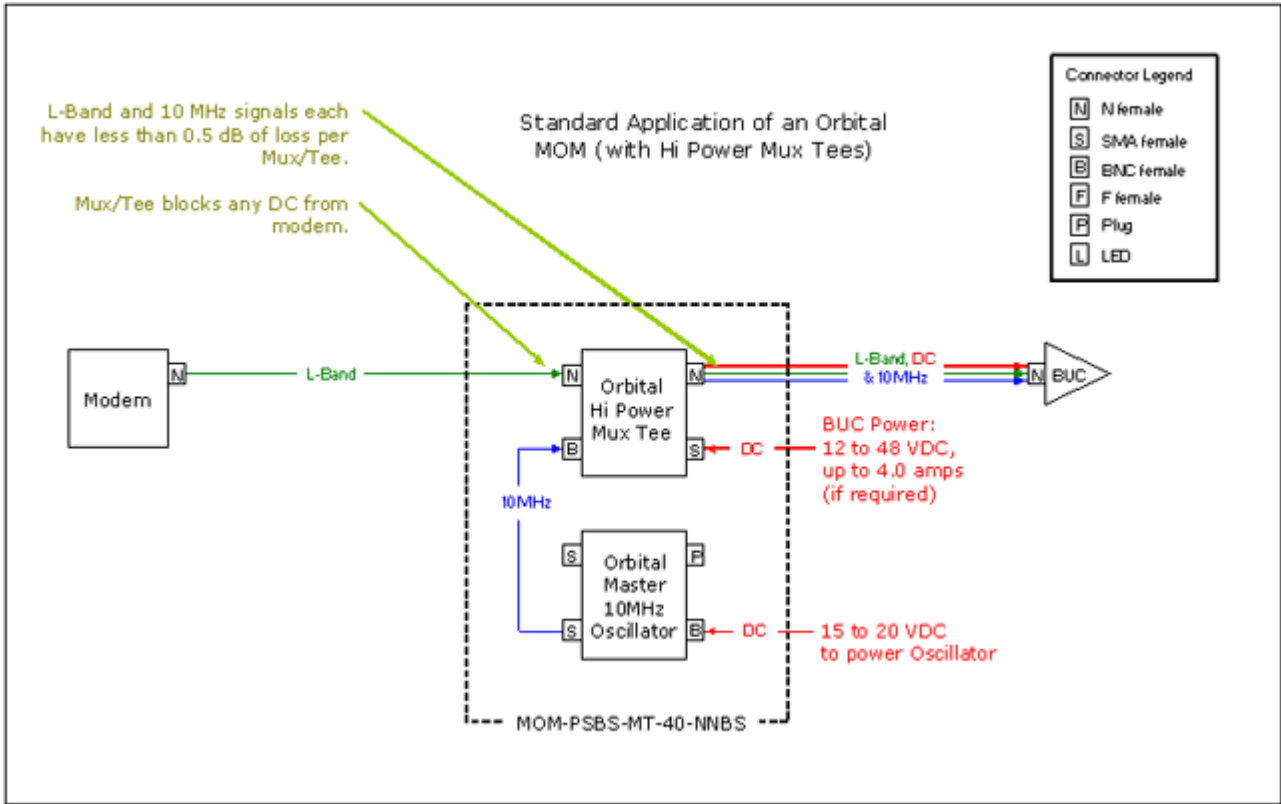 L-Band and 10 MHz signals each
have less than 0.5 dB of loss per
Mux/Tee.
Mux/Tee blocks any DC from
modem.
Standard Application of an Orbital
MOM (with Hi Power Mux Tees)
Connector Legend
N N female
S SMA female
B BNC female
F F female
P Plug
L LED
Modem
N
L-Band
N
Orbital
Hi Power
Mux Tee
N
B
S
L-Band, DC
& 10MHz
N
BUC
DC
BUC Power:
12 to 48 VDC,
up to 4.0 amps
(if required)
10MHz
S
Orbital
Master
10MHz
Oscillator
P
S
B
DC
15 to 20 VDC
to power Oscillator
MOM-PSBS-MT-40-NNBS